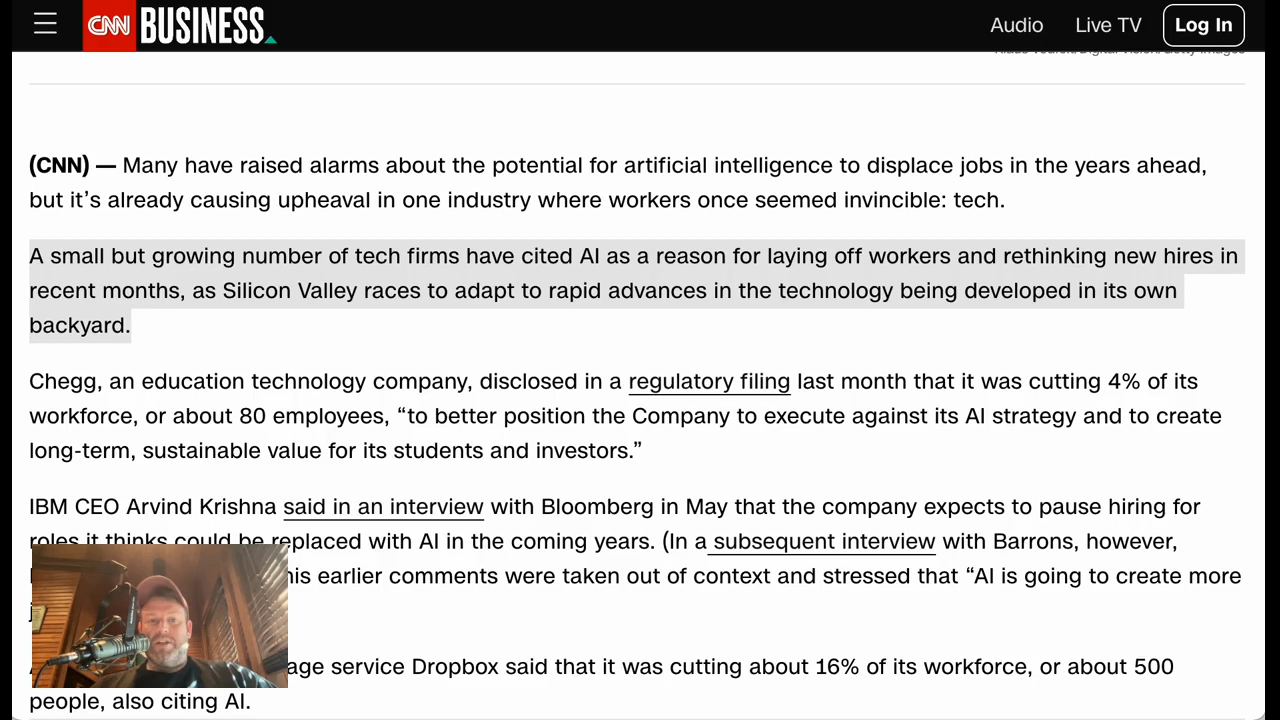 CNN BUSINESS
Audio Live TV Log In
(CNN) — Many have raised alarms about the potential for artificial intelligence to displace jobs in the years ahead,
but it’s already causing upheaval in one industry where workers once seemed invincible: tech.
A small but growing number of tech firms have cited AI as a reason for laying off workers and rethinking new hires in
recent months, as Silicon Valley races to adapt to rapid advances in the technology being developed in its own
backyard.
Chegg, an education technology company, disclosed in a regulatory filing last month that it was cutting 4% of its
workforce, or about 80 employees, “to better position the Company to execute against its AI strategy and to create
long-term, sustainable value for its students and investors.”
IBM CEO Arvind Krishna said in an interview with Bloomberg in May that the company expects to pause hiring for
roles it thinks could be replaced with AI in the coming years. (In a subsequent interview with Barrons, however,
his earlier comments were taken out of context and stressed that “AI is going to create more
age service Dropbox said that it was cutting about 16% of its workforce, or about 500
people, also citing AI.